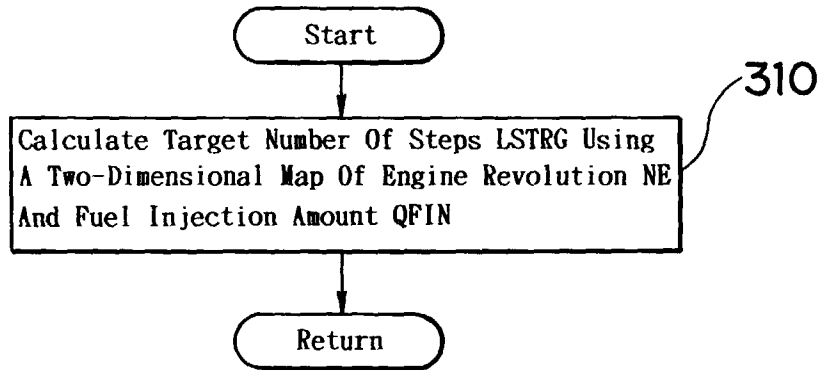 Start
310
Calculate Target Number Of Steps LSTRG Using
A Two-Dimensional Map Of Engine Revolution NE
And Fuel Injection Amount QFIN
Return